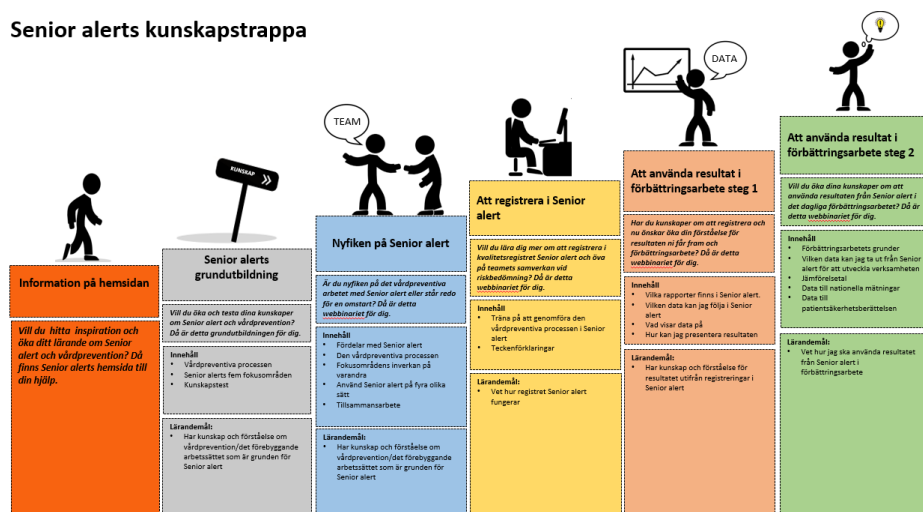 Senior alerts kunskapstrappa
Information på hemsidan
Vill du hitta inspiration och
öka ditt lärande om Senior
alert och vårdprevention? Då
finns Senior alerts hemsida till
din hjälp.
KUNSKAP
Senior alerts
grundutbildning
Vill du öka och testa dina kunskaper
om Senior alert och vårdprevention?
Då är detta grundutbildningen för dig.
Innehåll
• Vårdpreventiva processen
• Senior alerts fem fokusområden
• Kunskapstest
Lärandemål:
• Har kunskap och förståelse om
vårdprevention/det förebyggande
arbetssättet som är grunden för
Senior alert
TEAM
Nyfiken på Senior alert
Är du nyfiken på det vårdpreventiva
arbetet med Senior alert eller står redo
för en omstart? Då är detta
webbinariet för dig.
Innehåll
• Fördelar med Senior alert
• Den vårdpreventiva processen
• Fokusområdens inverkan på
varandra
• Använd Senior alert på fyra olika
sätt
• Tillsammansarbete
Lärandemål:
• Har kunskap och förståelse om
vårdprevention/det förebyggande
arbetssättet som är grunden för
Senior alert
Att registrera i Senior
alert
Vill du lära dig mer om att registrera i
kvalitetsregistret Senior alert och öva
på teamets samverkan vid
riskbedömning? Då är detta
webbinariet för dig.
Innehåll
• Träna på att genomföra den
vårdpreventiva processen i Senior
alert
• Teckenförklaringar
Lärandemål:
• Vet hur registret Senior alert
fungerar
DATA
Att använda resultat i
förbättringsarbete steg 1
Har du kunskaper om att registrera och
nu önskar öka din förståelse för
resultaten ni får fram och
förbättringsarbete? Då är detta
webbinariet för dig.
Innehåll
• Vilka rapporter finns i Senior alert.
• Vilken data kan jag följa i Senior
alert
• Vad visar data på
• Hur kan jag presentera resultaten
Lärandemål:
• Har kunskap och förståelse för
resultatet utifrån registreringar i
Senior alert
Att använda resultat i
förbättringsarbete steg 2
Vill du öka dina kunskaper om att
använda resultaten från Senior alert i
det dagliga förbättringsarbetet? Då är
detta webbinariet för dig.
Innehåll
• Förbättringsarbetets grunder
• Vilken data kan jag ta ut från Senior
alert för att utveckla verksamheten
• Jämförelsetal
• Data till nationella mätningar
• Data till
patientsäkerhetsberättelsen
Lärandemål:
• Vet hur jag ska använda resultatet
från Senior alert i
förbättringsarbete